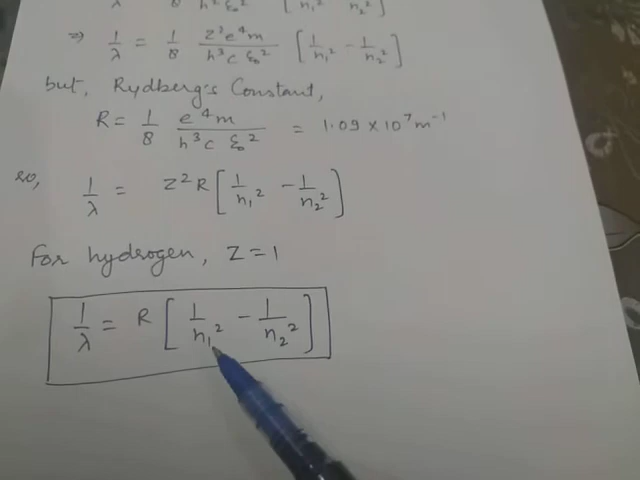 ⇒ 1/λ = 1/8 Z²e⁴m/h³c ε₀² [1/n₁² - 1/n₂²]
but, Rydberg's Constant,
R = 1/8 e⁴m/h³c ε₀² = 1.09 × 10⁷ m⁻¹
so, 1/λ = Z²R [1/n₁² - 1/n₂²]
For hydrogen, Z = 1
1/λ = R [1/n₁² - 1/n₂²]